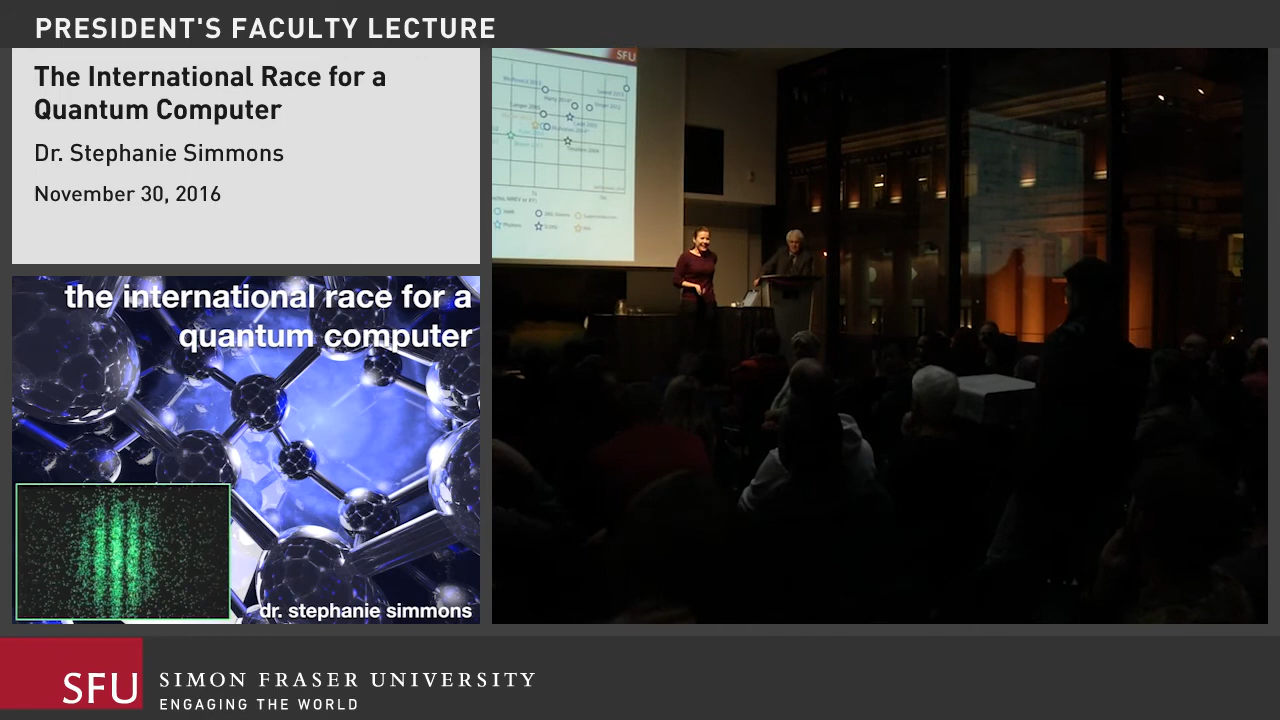 PRESIDENT'S FACULTY LECTURE
The International Race for a
Quantum Computer
Dr. Stephanie Simmons
November 30, 2016
the international race for a
quantum computer
dr. stephanie simmons
SFU
SFU
SIMON FRASER UNIVERSITY
ENGAGING THE WORLD